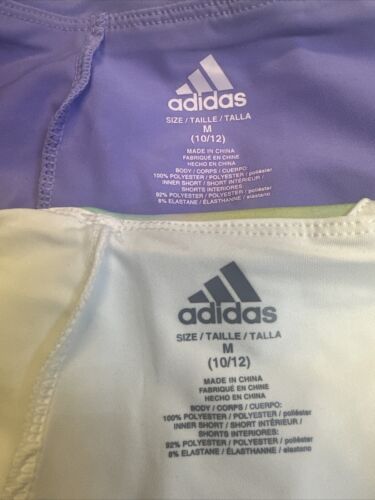 adidas
SIZE / TAILLE / TALLA
M
(10/12)
MADE IN CHINA
FABRIQUÉ EN CHINE
HECHO EN CHINA
BODY / CORPS / CUERPO:
100% POLYESTER / POLYESTER / poliéster
INNER SHORT / SHORT INTÉRIEUR /
SHORTS INTERIORES:
92% POLYESTER / POLYESTER / poliéster
8% ELASTANE / ÉLASTHANNE / elastano
adidas
SIZE / TAILLE / TALLA
M
(10/12)
MADE IN CHINA
FABRIQUÉ EN CHINE
HECHO EN CHINA
BODY / CORPS / CUERPO:
100% POLYESTER / POLYESTER / poliéster
INNER SHORT / SHORT INTÉRIEUR /
SHORTS INTERIORES:
92% POLYESTER / POLYESTER / poliéster
8% ELASTANE / ÉLASTHANNE / elastano